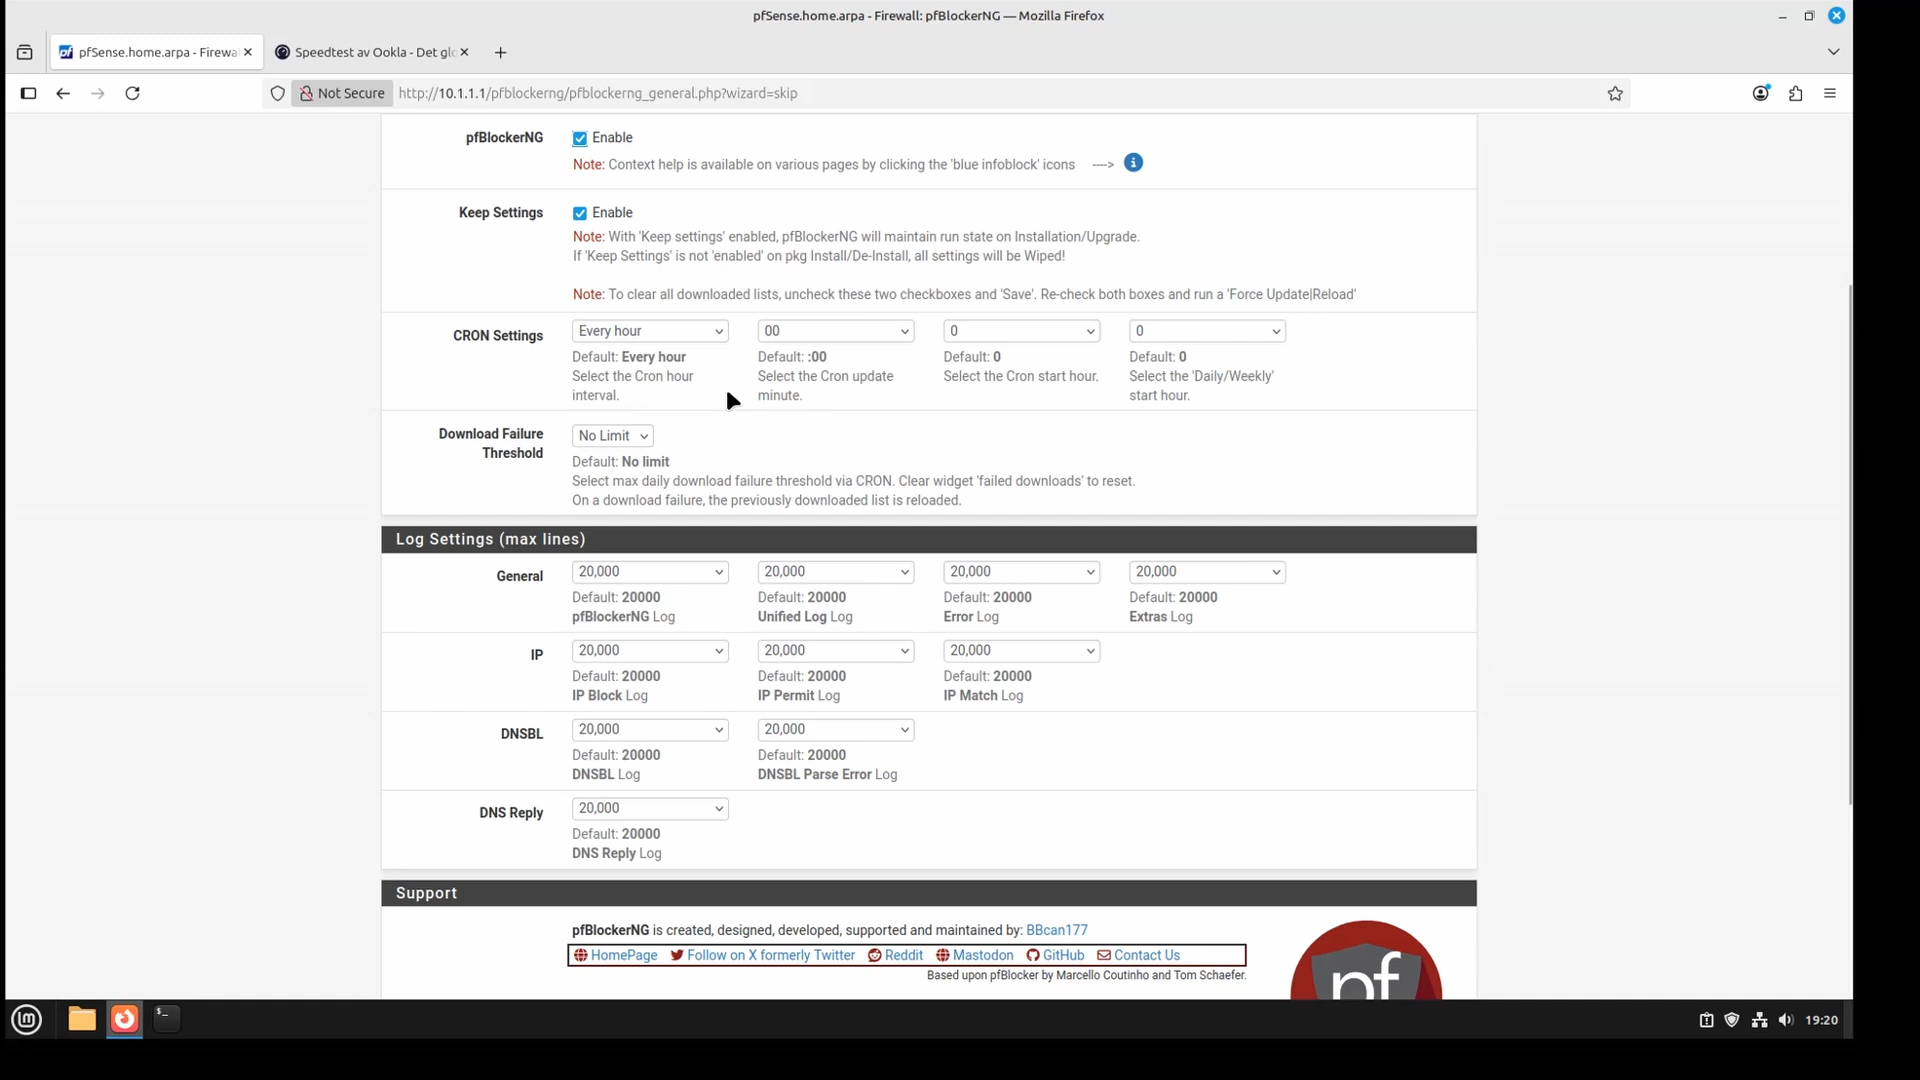 pfSense.home.arpa - Firewall: pfBlockerNG — Mozilla Firefox
pfSense.home.arpa - Firewa
Speedtest av Ookla - Det glo
Not Secure
http://10.1.1.1/pfblockerng/pfblockerng_general.php?wizard=skip
pfBlockerNG
Enable
Note: Context help is available on various pages by clicking the 'blue infoblock' icons ---->
Keep Settings
Enable
Note: With 'Keep settings' enabled, pfBlockerNG will maintain run state on Installation/Upgrade.
If 'Keep Settings' is not 'enabled' on pkg Install/De-Install, all settings will be Wiped!
Note: To clear all downloaded lists, uncheck these two checkboxes and 'Save'. Re-check both boxes and run a 'Force Update|Reload'
CRON Settings
Every hour 00 0 0
Default: Every hour Default: :00 Default: 0 Default: 0
Select the Cron hour Select the Cron update Select the Cron start hour. Select the 'Daily/Weekly'
interval. minute. start hour.
Download Failure
Threshold
No Limit
Default: No limit
Select max daily download failure threshold via CRON. Clear widget 'failed downloads' to reset.
On a download failure, the previously downloaded list is reloaded.
Log Settings (max lines)
General
20,000 20,000 20,000 20,000
Default: 20000 Default: 20000 Default: 20000 Default: 20000
pfBlockerNG Log Unified Log Log Error Log Extras Log
IP
20,000 20,000 20,000
Default: 20000 Default: 20000 Default: 20000
IP Block Log IP Permit Log IP Match Log
DNSBL
20,000 20,000
Default: 20000 Default: 20000
DNSBL Log DNSBL Parse Error Log
DNS Reply
20,000
Default: 20000
DNS Reply Log
Support
pfBlockerNG is created, designed, developed, supported and maintained by: BBcan177
HomePage Follow on X formerly Twitter Reddit Mastodon GitHub Contact Us
Based upon pfBlocker by Marcello Coutinho and Tom Schaefer.
pf
19:20